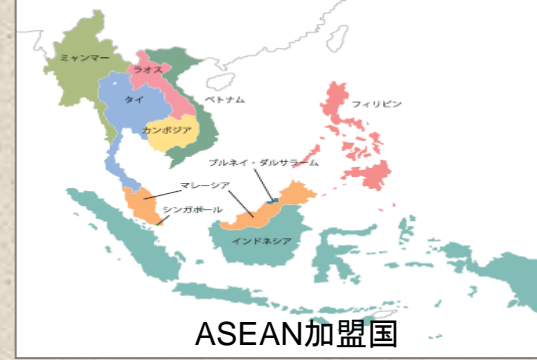 ミャンマー
ラオス
タイ
ベトナム
フィリピン
カンボジア
ブルネイ・ダルサラーム
マレーシア
シンガポール
インドネシア
ASEAN加盟国